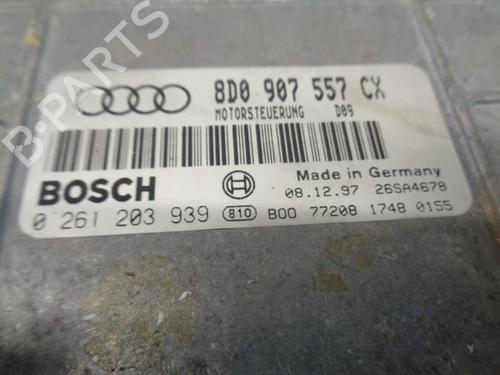 8D0 907 557 CX
MOTORSTEUERUNG D09
BOSCH
Made in Germany
08.12.97 26SA4678
0 261 203 939 810 B00 77208 1748 0155
B-PARTS